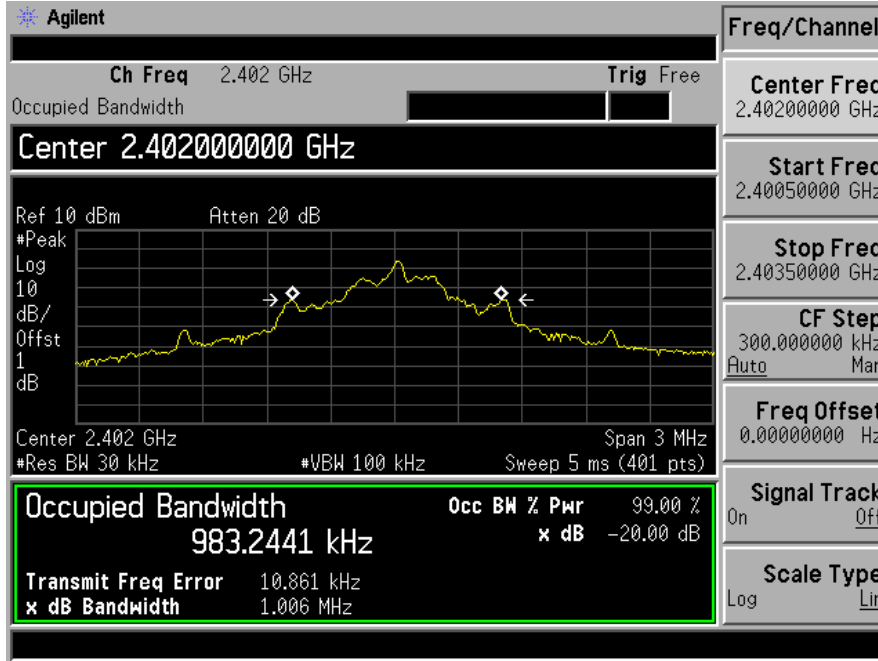 Agilent
Freq/Channel
Ch Freq 2.402 GHz Trig Free
Occupied Bandwidth
Center 2.402000000 GHz
Ref 10 dBm Atten 20 dB
#Peak
Log
10
dB/
Offst
1
dB
Center 2.402 GHz Span 3 MHz
#Res BW 30 kHz #VBW 100 kHz Sweep 5 ms (401 pts)
Occupied Bandwidth
983.2441 kHz
Occ BW % Pwr 99.00 %
x dB -20.00 dB
Transmit Freq Error 10.861 kHz
x dB Bandwidth 1.006 MHz
Center Freq
2.40200000 GHz
Start Freq
2.40050000 GHz
Stop Freq
2.40350000 GHz
CF Step
300.000000 kHz
Auto Man
Freq Offset
0.00000000 Hz
Signal Track
On Off
Scale Type
Log Lin